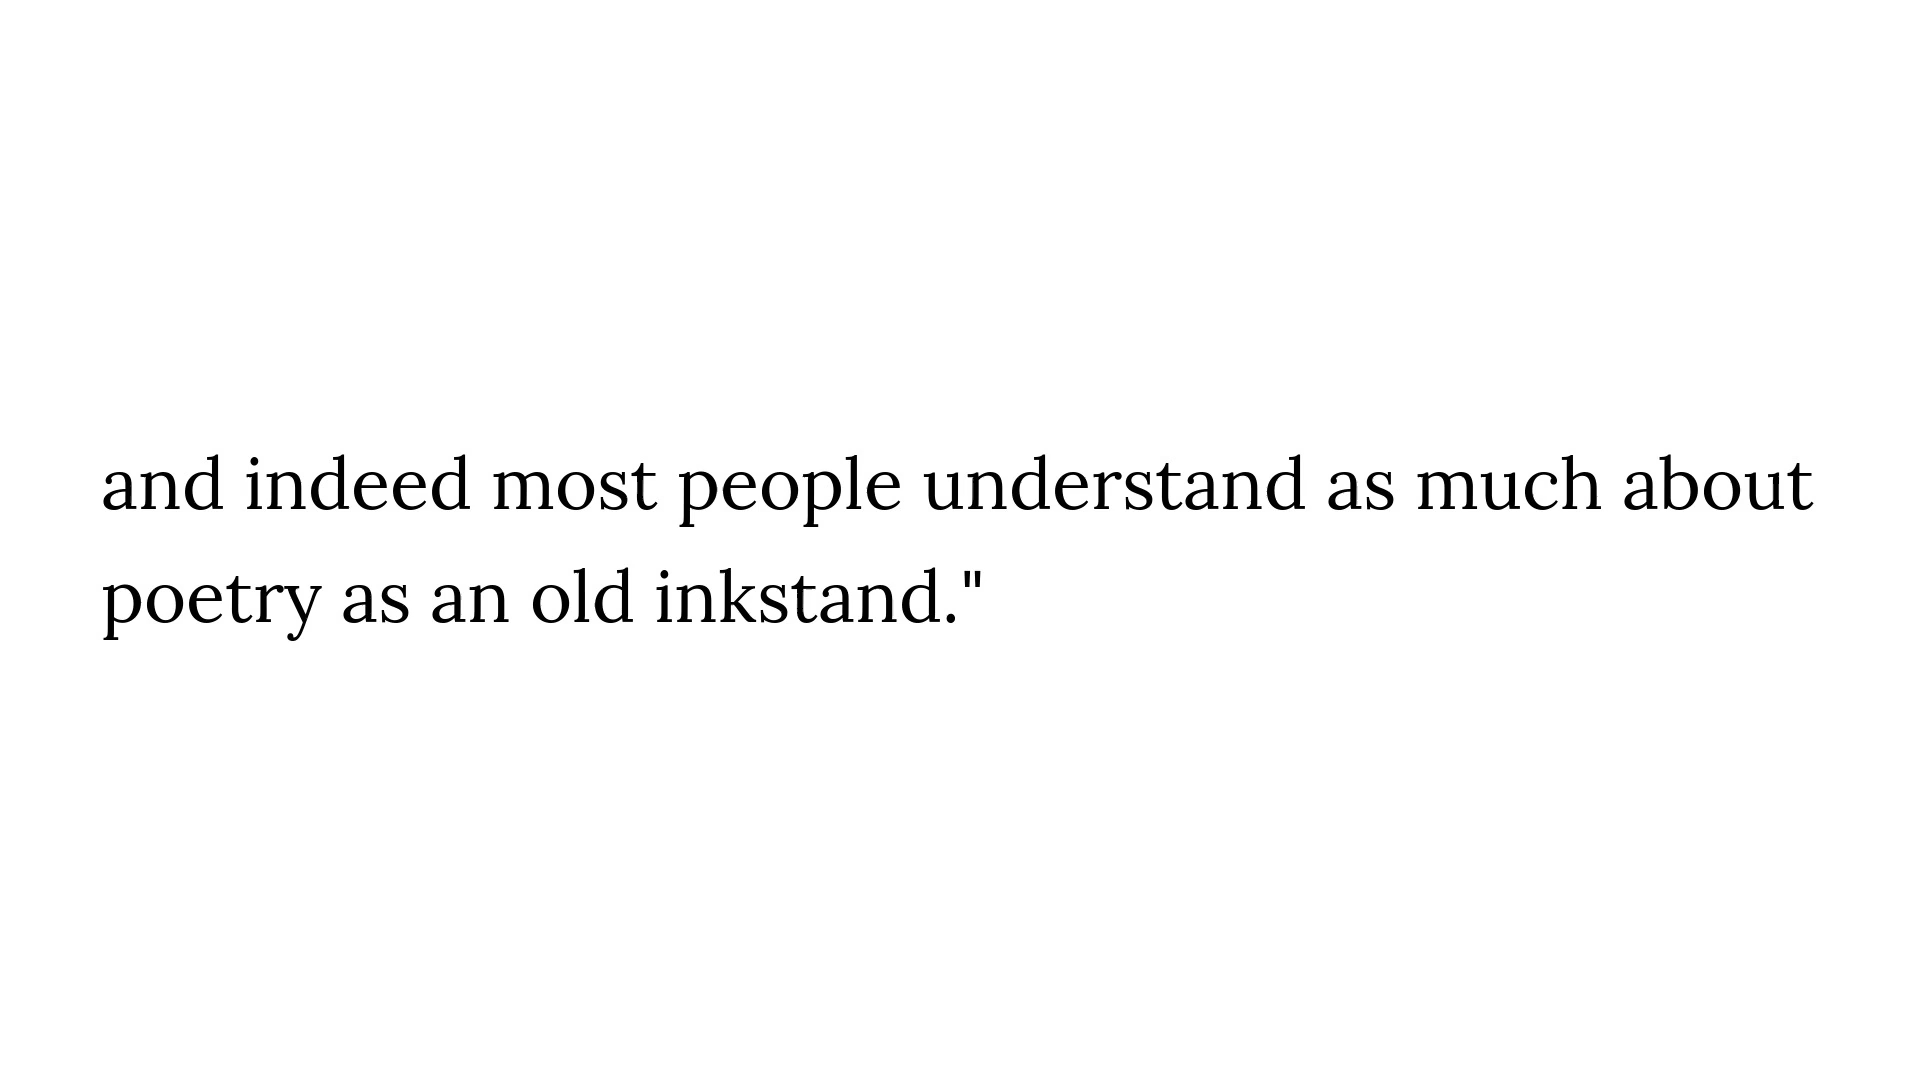 and indeed most people understand as much about
poetry as an old inkstand."